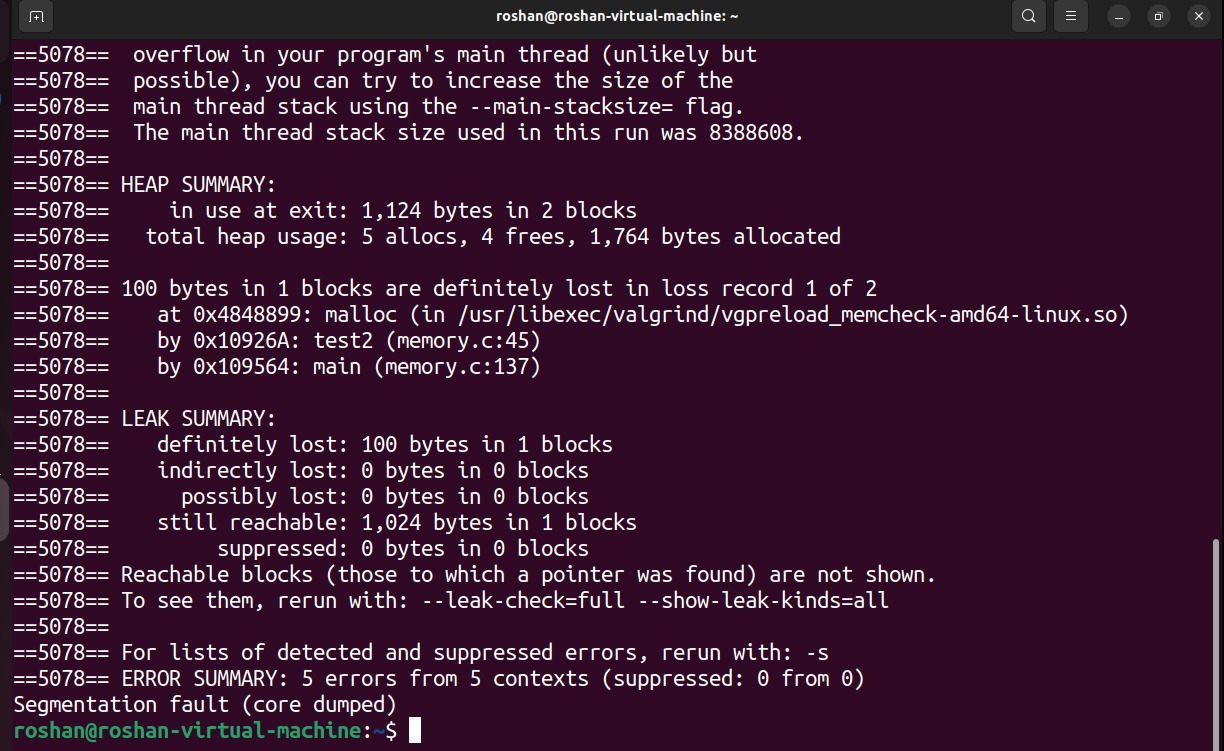 roshan@roshan-virtual-machine: ~
==5078==  overflow in your program's main thread (unlikely but
==5078==  possible), you can try to increase the size of the
==5078==  main thread stack using the --main-stacksize= flag.
==5078==  The main thread stack size used in this run was 8388608.
==5078==
==5078== HEAP SUMMARY:
==5078==     in use at exit: 1,124 bytes in 2 blocks
==5078==   total heap usage: 5 allocs, 4 frees, 1,764 bytes allocated
==5078==
==5078== 100 bytes in 1 blocks are definitely lost in loss record 1 of 2
==5078==    at 0x4848899: malloc (in /usr/libexec/valgrind/vgpreload_memcheck-amd64-linux.so)
==5078==    by 0x10926A: test2 (memory.c:45)
==5078==    by 0x109564: main (memory.c:137)
==5078==
==5078== LEAK SUMMARY:
==5078==    definitely lost: 100 bytes in 1 blocks
==5078==    indirectly lost: 0 bytes in 0 blocks
==5078==      possibly lost: 0 bytes in 0 blocks
==5078==    still reachable: 1,024 bytes in 1 blocks
==5078==         suppressed: 0 bytes in 0 blocks
==5078== Reachable blocks (those to which a pointer was found) are not shown.
==5078== To see them, rerun with: --leak-check=full --show-leak-kinds=all
==5078==
==5078== For lists of detected and suppressed errors, rerun with: -s
==5078== ERROR SUMMARY: 5 errors from 5 contexts (suppressed: 0 from 0)
Segmentation fault (core dumped)
roshan@roshan-virtual-machine:~$